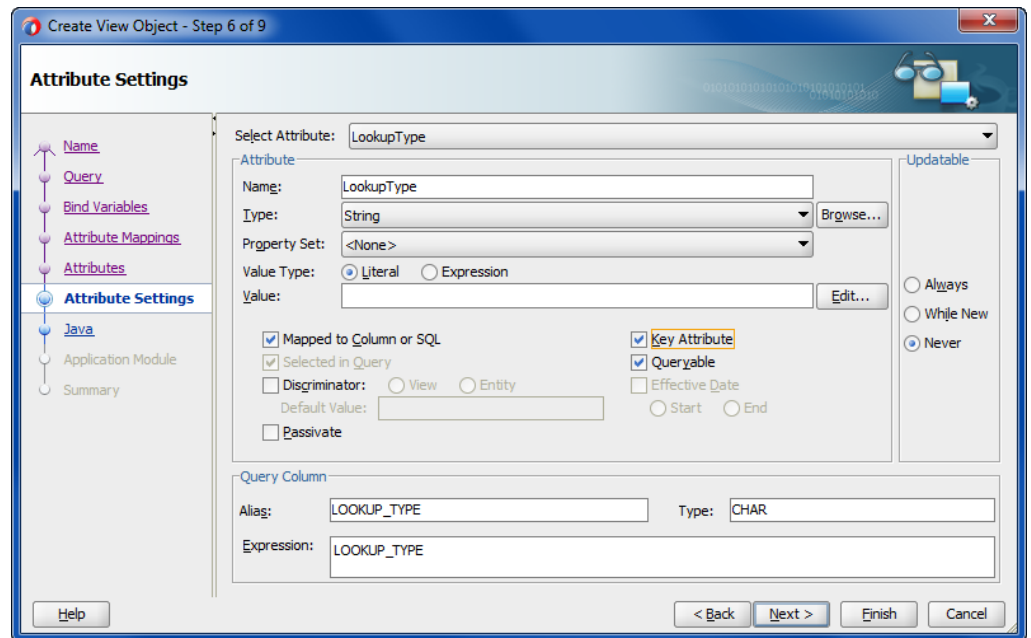 Create View Object - Step 6 of 9
Attribute Settings
010101010101010101010101010101
01010101010
Name
Query
Bind Variables
Attribute Mappings
Attributes
Attribute Settings
Java
Application Module
Summary
Select Attribute: LookupType
Attribute
Name: LookupType
Type: String Browse...
Property Set: <None>
Value Type: Literal Expression
Value: Edit...
Mapped to Column or SQL Key Attribute
Selected in Query Queryable
Discriminator: View Entity Effective Date
Default Value: Start End
Passivate
Updatable
Always
While New
Never
Query Column
Alias: LOOKUP_TYPE Type: CHAR
Expression: LOOKUP_TYPE
Help < Back Next > Finish Cancel